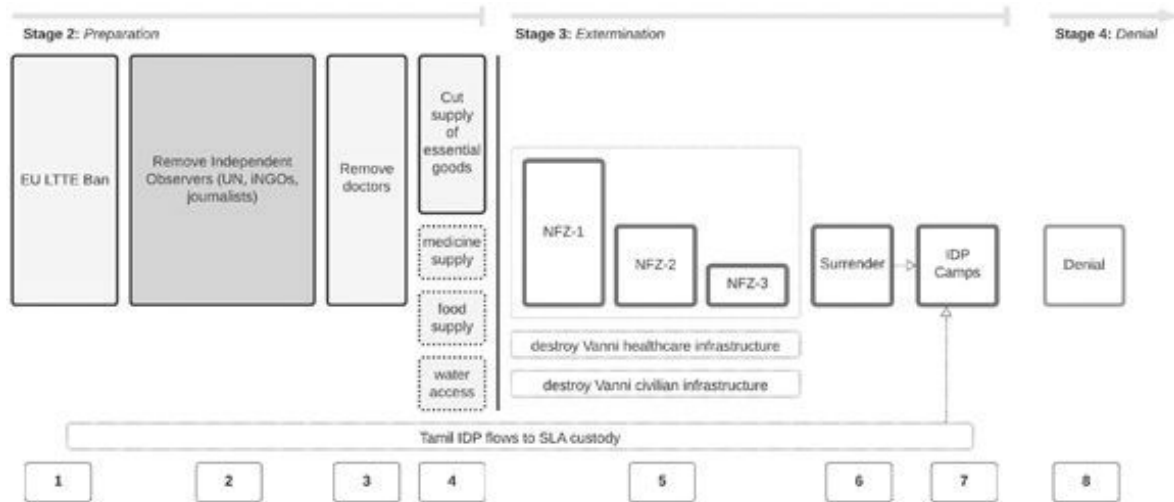 Stage 2: Preparation
Stage 3: Extermination
Stage 4: Denial
EU LTTE Ban
Remove Independent
Observers (UN, iNGOs,
journalists)
Remove
doctors
Cut
supply
of
essential
goods
medicine
supply
food
supply
water
access
NFZ-1
NFZ-2
NFZ-3
Surrender
IDP
Camps
Denial
destroy Vanni healthcare infrastructure
destroy Vanni civilian infrastructure
Tamil IDP flows to SLA custody
1
2
3
4
5
6
7
8